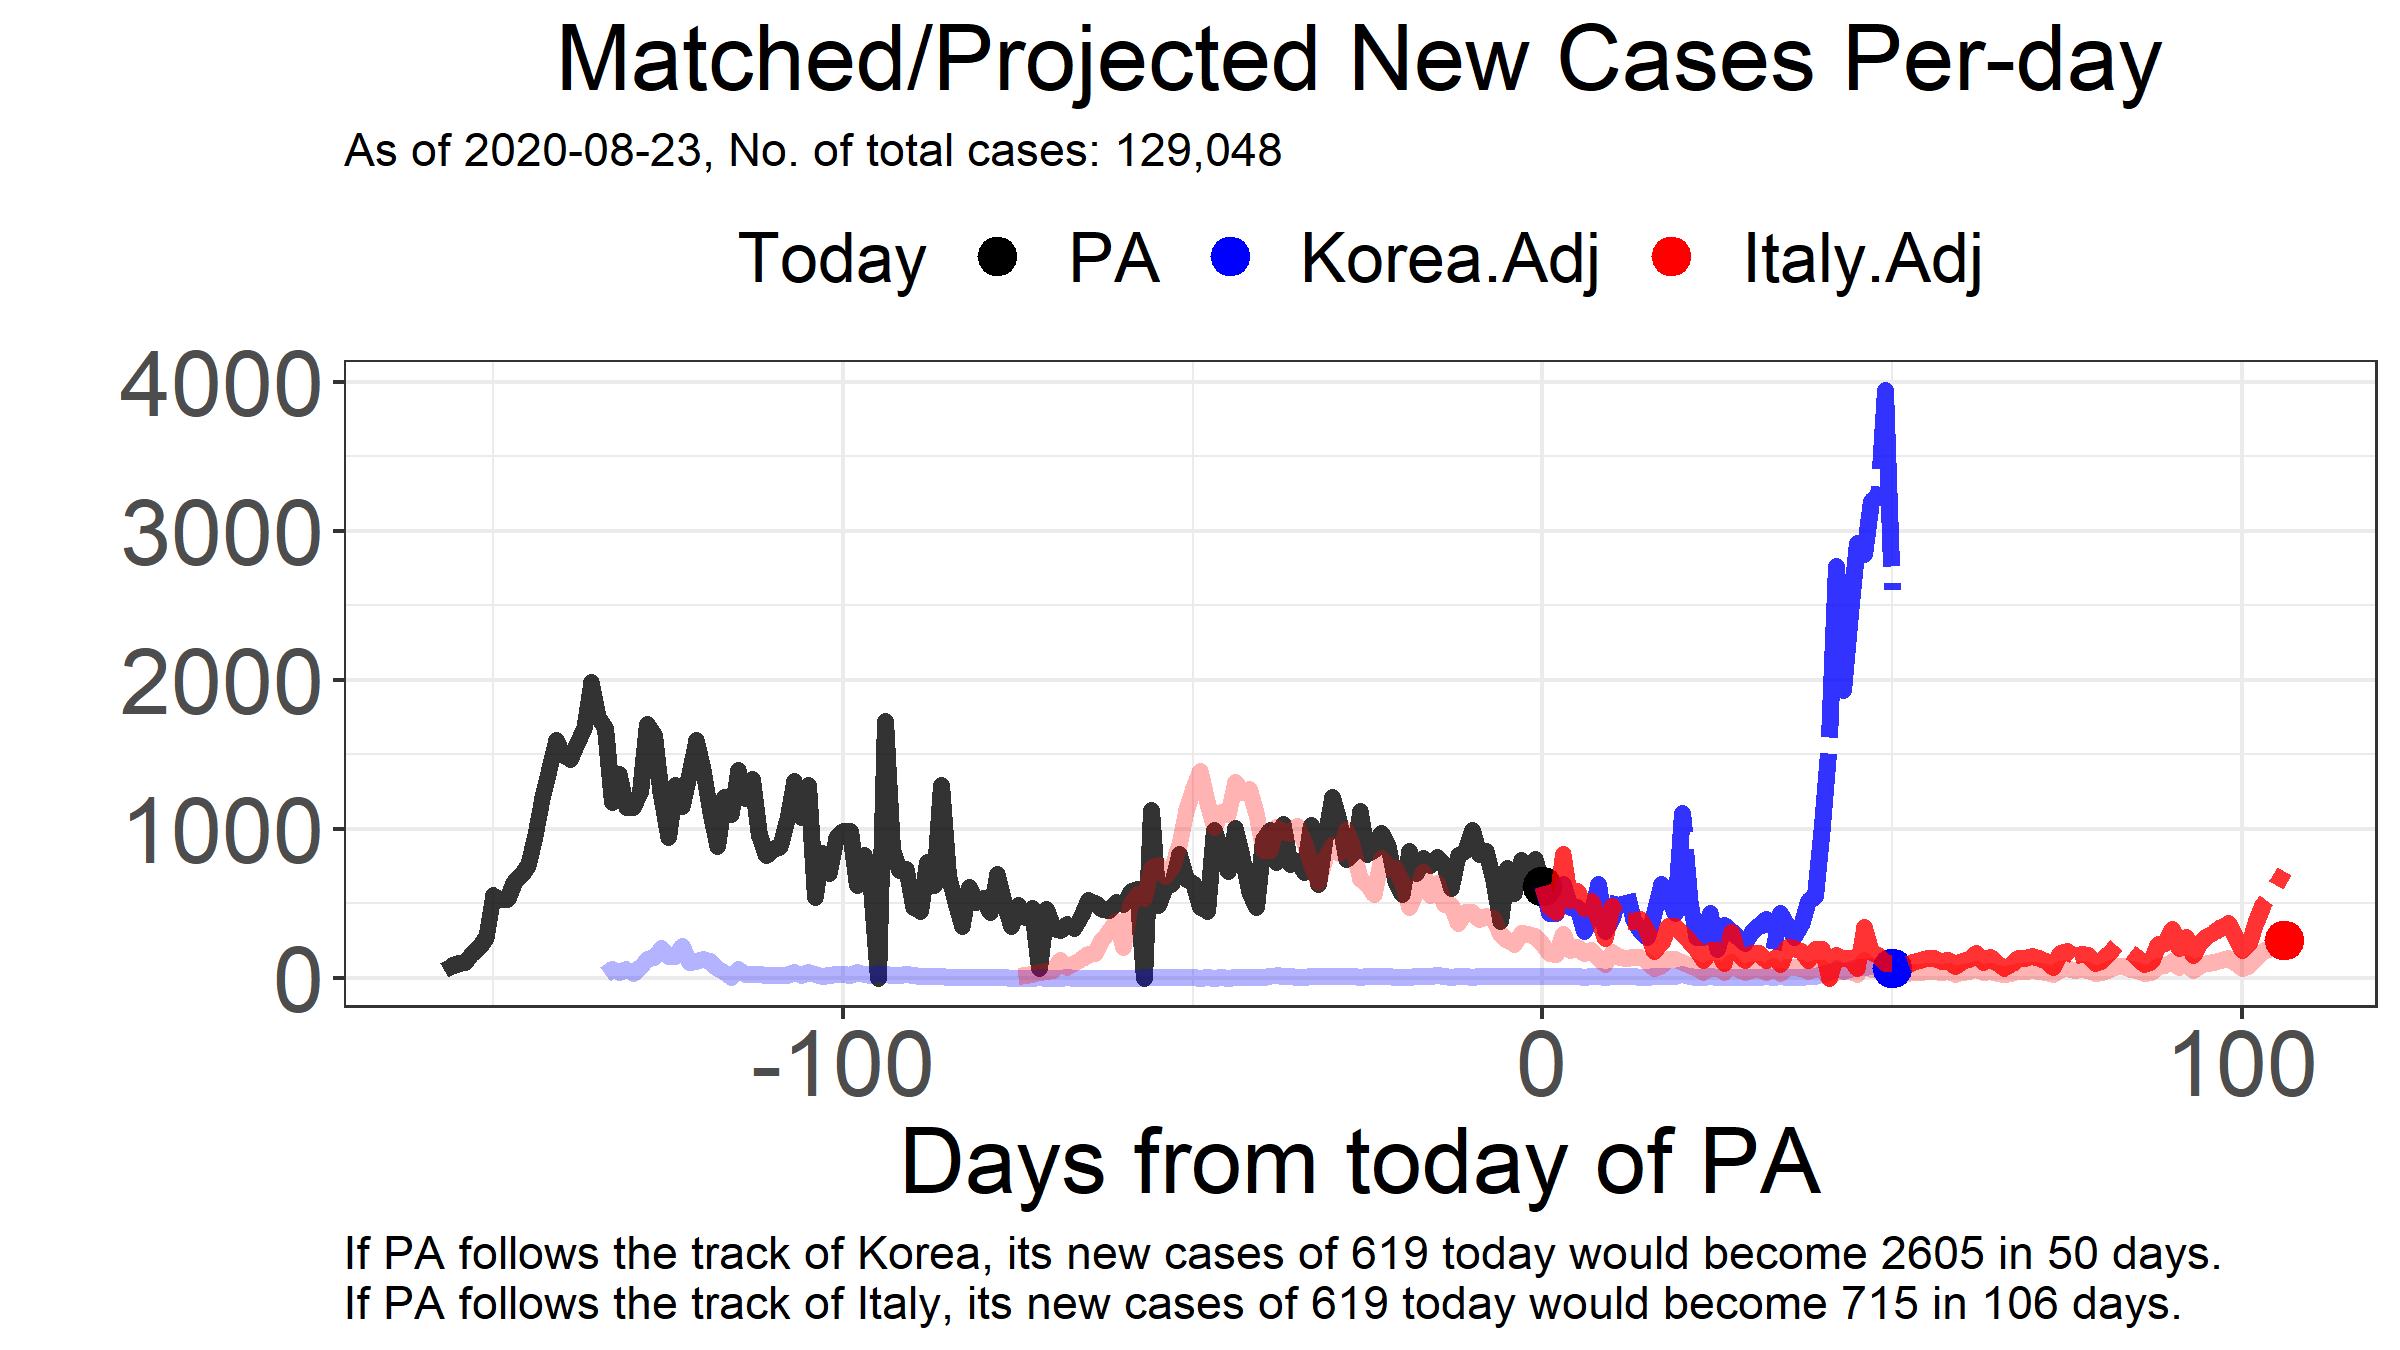 Matched/Projected New Cases Per-day
As of 2020-08-23, No. of total cases: 129,048
Today PA Korea.Adj Italy.Adj
4000
3000
2000
1000
0
-100 0 100
Days from today of PA
If PA follows the track of Korea, its new cases of 619 today would become 2605 in 50 days.
If PA follows the track of Italy, its new cases of 619 today would become 715 in 106 days.